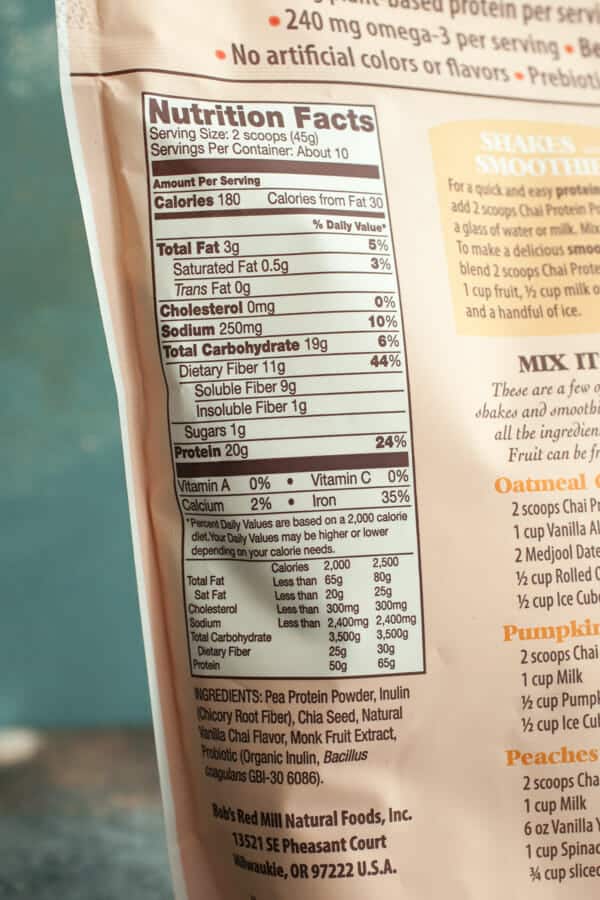 plant-based protein per
• 240 mg omega-3 per serving •
• No artificial colors or flavors •
Nutrition Facts
Serving Size: 2 scoops (45g)
Servings Per Container: About 10
Amount Per Serving
Calories 180 Calories from Fat 30
% Daily Value*
Total Fat 3g 5%
Saturated Fat 0.5g 3%
Trans Fat 0g
Cholesterol 0mg 0%
Sodium 250mg 10%
Total Carbohydrate 19g 6%
Dietary Fiber 11g 44%
Soluble Fiber 9g
Insoluble Fiber 1g
Sugars 1g
Protein 20g 24%
Vitamin A 0% • Vitamin C 0%
Calcium 2% • Iron 35%
*Percent Daily Values are based on a 2,000 calorie
diet. Your Daily Values may be higher or lower
depending on your calorie needs.
Calories 2,000 2,500
Total Fat Less than 65g 80g
Sat Fat Less than 20g 25g
Cholesterol Less than 300mg 300mg
Sodium Less than 2,400mg 2,400mg
Total Carbohydrate 3,500g 3,500g
Dietary Fiber 25g 30g
Protein 50g 65g
INGREDIENTS: Pea Protein Powder, Inulin
(Chicory Root Fiber), Chia Seed, Natural
Vanilla Chai Flavor, Monk Fruit Extract,
Probiotic (Organic Inulin, Bacillus
coagulans GBI-30 6086).
Bob's Red Mill Natural Foods, Inc.
13521 SE Pheasant Court
Milwaukie, OR 97222 U.S.A.
SHAKES
SMOOTHIE
For a quick and easy protein
add 2 scoops Chai Protein
a glass of water or milk. Mix
To make a delicious
blend 2 scoops Chai
1 cup fruit, ½ cup milk
and a handful of ice.
MIX IT
These are a few
shakes and
all the
Fruit can be
Oatmeal
2 scoops Chai
1 cup Vanilla
2 Medjool
½ cup Rolled
½ cup Ice
Pumpkin
2 scoops Chai
1 cup Milk
½ cup
½ cup Ice
Peaches
2 scoops
1 cup Milk
6 oz Vanilla
1 cup
¾ cup